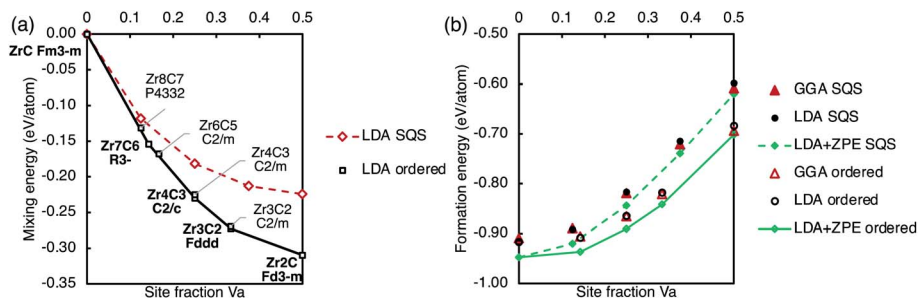 (a)
0 0.1 0.2 0.3 0.4 0.5
0.00
-0.05
-0.10
-0.15
-0.20
-0.25
-0.30
-0.35
Mixing energy (eV/atom)
Site fraction Va
ZrC Fm3-m
Zr8C7
P4332
Zr7C6
R3-
Zr6C5
C2/m
Zr4C3
C2/m
Zr4C3
C2/c
Zr3C2
C2/m
Zr3C2
Fddd
Zr2C
Fd3-m
LDA SQS
LDA ordered
(b)
0 0.1 0.2 0.3 0.4 0.5
-0.50
-0.60
-0.70
-0.80
-0.90
-1.00
Formation energy (eV/atom)
Site fraction Va
GGA SQS
LDA SQS
LDA+ZPE SQS
GGA ordered
LDA ordered
LDA+ZPE ordered